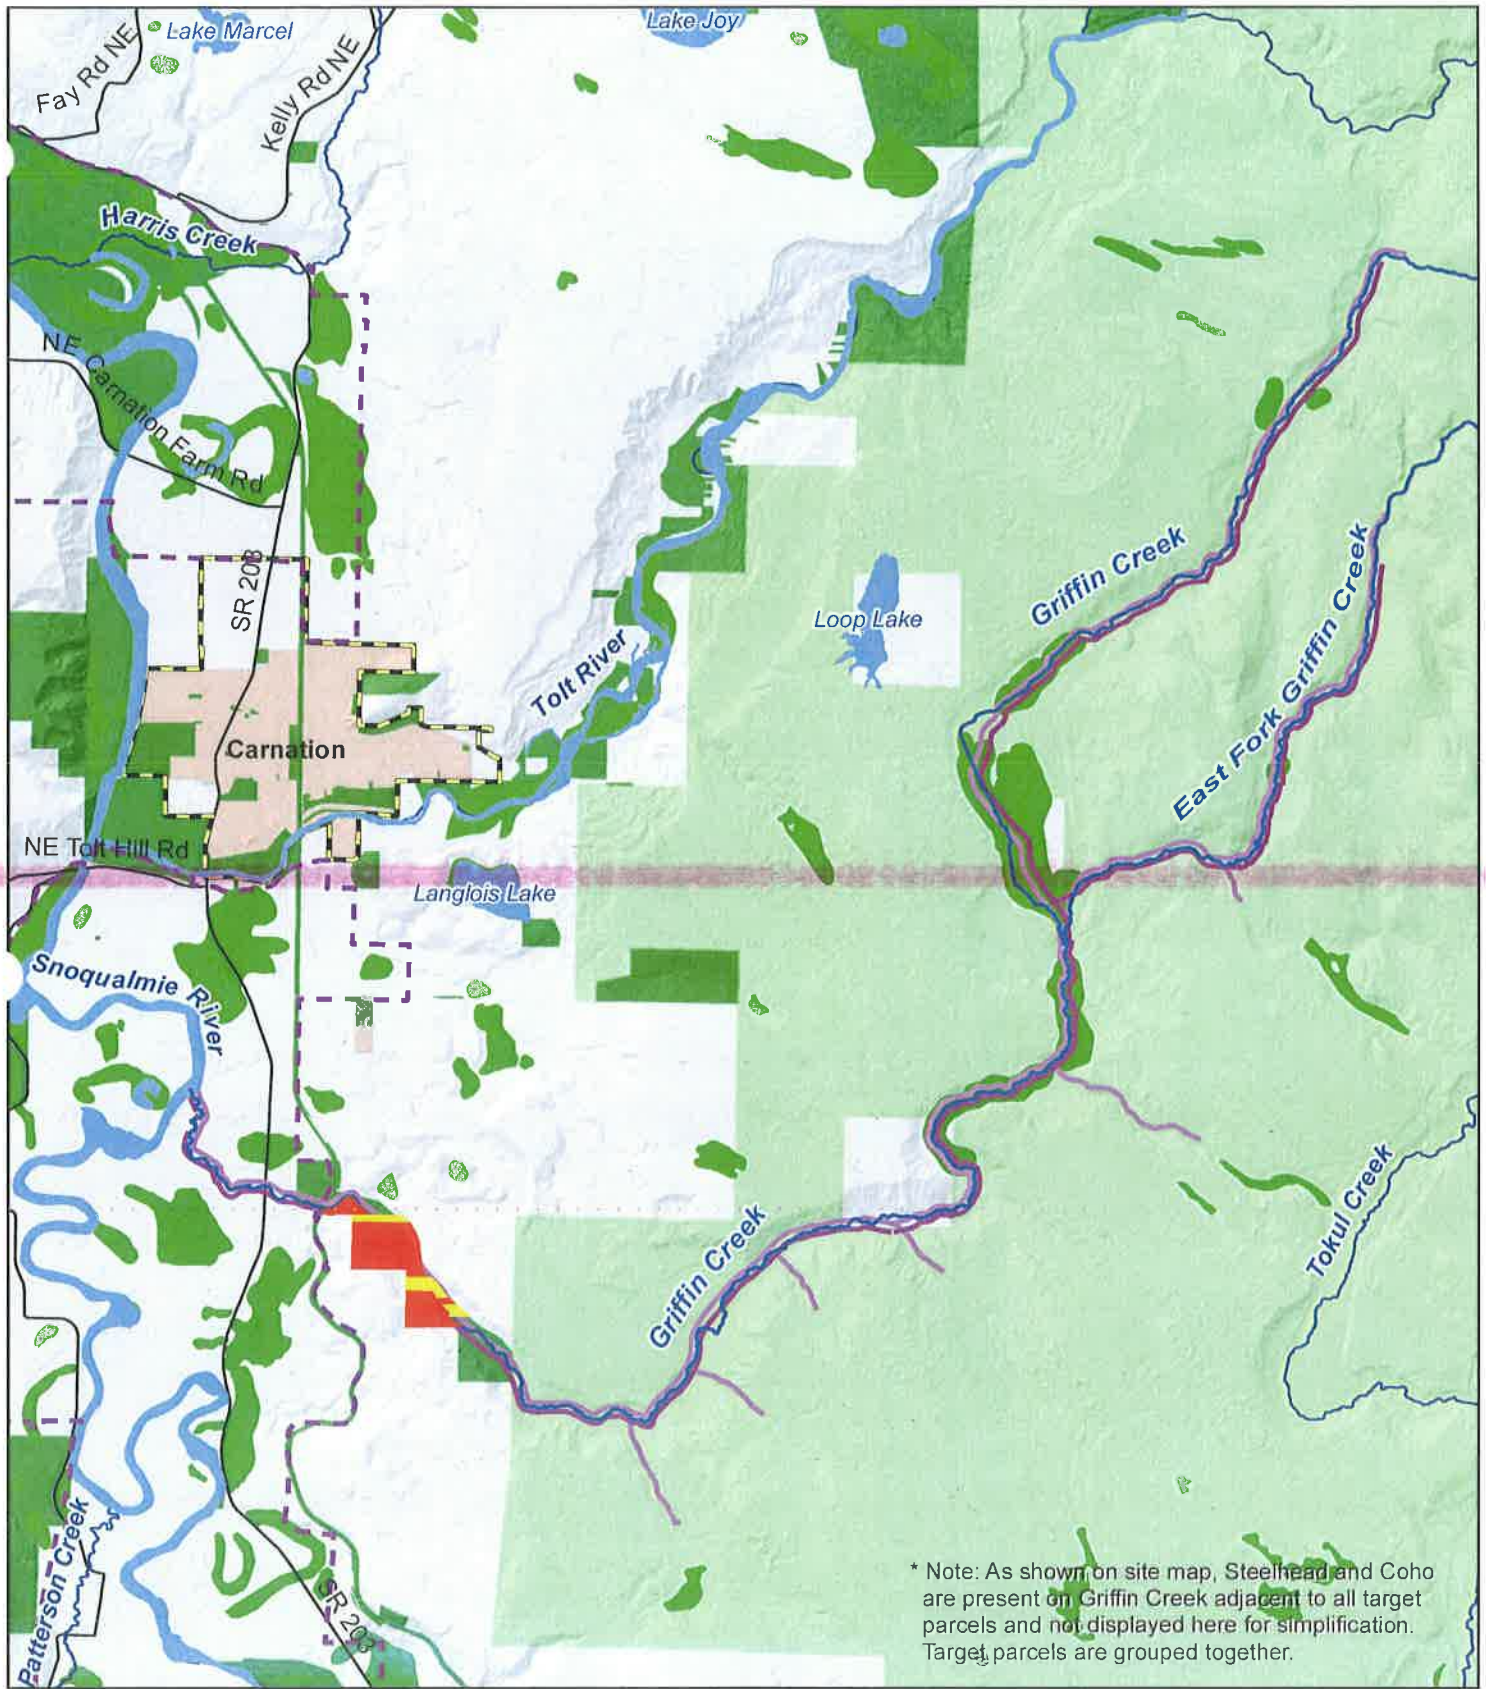 Lake Marcel
Lake Joy
Fay Rd NE
Kelly Rd NE
Harris Creek
NE Carnation Farm Rd
SR 203
Griffin Creek
East Fork Griffin Creek
Loop Lake
Tolt River
Carnation
NE Tolt Hill Rd
Langlois Lake
Snoqualmie River
Tokul Creek
Griffin Creek
Patterson Creek
SR 203
* Note: As shown on site map, Steelhead and Coho
are present on Griffin Creek adjacent to all target
parcels and not displayed here for simplification.
Target parcels are grouped together.